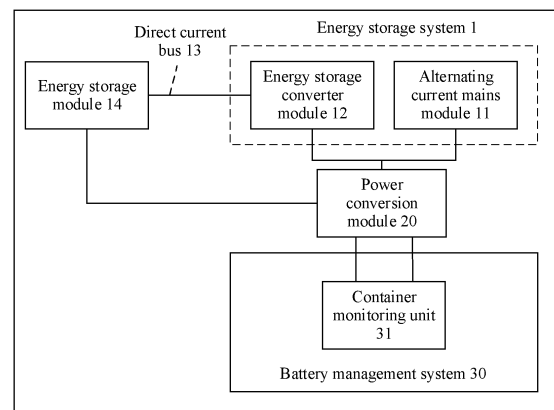 Direct current
bus 13
Energy storage system 1
Energy storage
module 14
Energy storage
converter
module 12
Alternating
current mains
module 11
Power
conversion
module 20
Container
monitoring unit
31
Battery management system 30